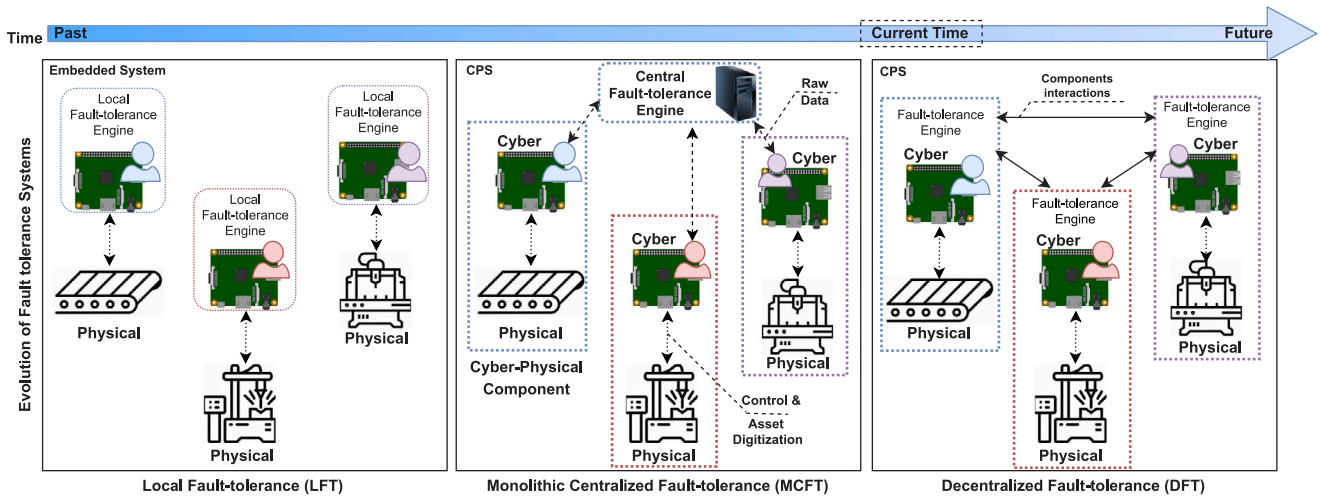 Time
Past
Current Time
Future
Evolution of Fault tolerance Systems
Embedded System
Local
Fault-tolerance
Engine
Physical
Local
Fault-tolerance
Engine
Physical
Local
Fault-tolerance
Engine
Physical
Local Fault-tolerance (LFT)
CPS
Central
Fault-tolerance
Engine
Raw
Data
Cyber
Physical
Cyber-Physical
Component
Cyber
Physical
Cyber
Physical
Control &
Asset
Digitization
Monolithic Centralized Fault-tolerance (MCFT)
CPS
Components
interactions
Fault-tolerance
Engine
Cyber
Physical
Fault-tolerance
Engine
Cyber
Physical
Fault-tolerance
Engine
Cyber
Physical
Decentralized Fault-tolerance (DFT)